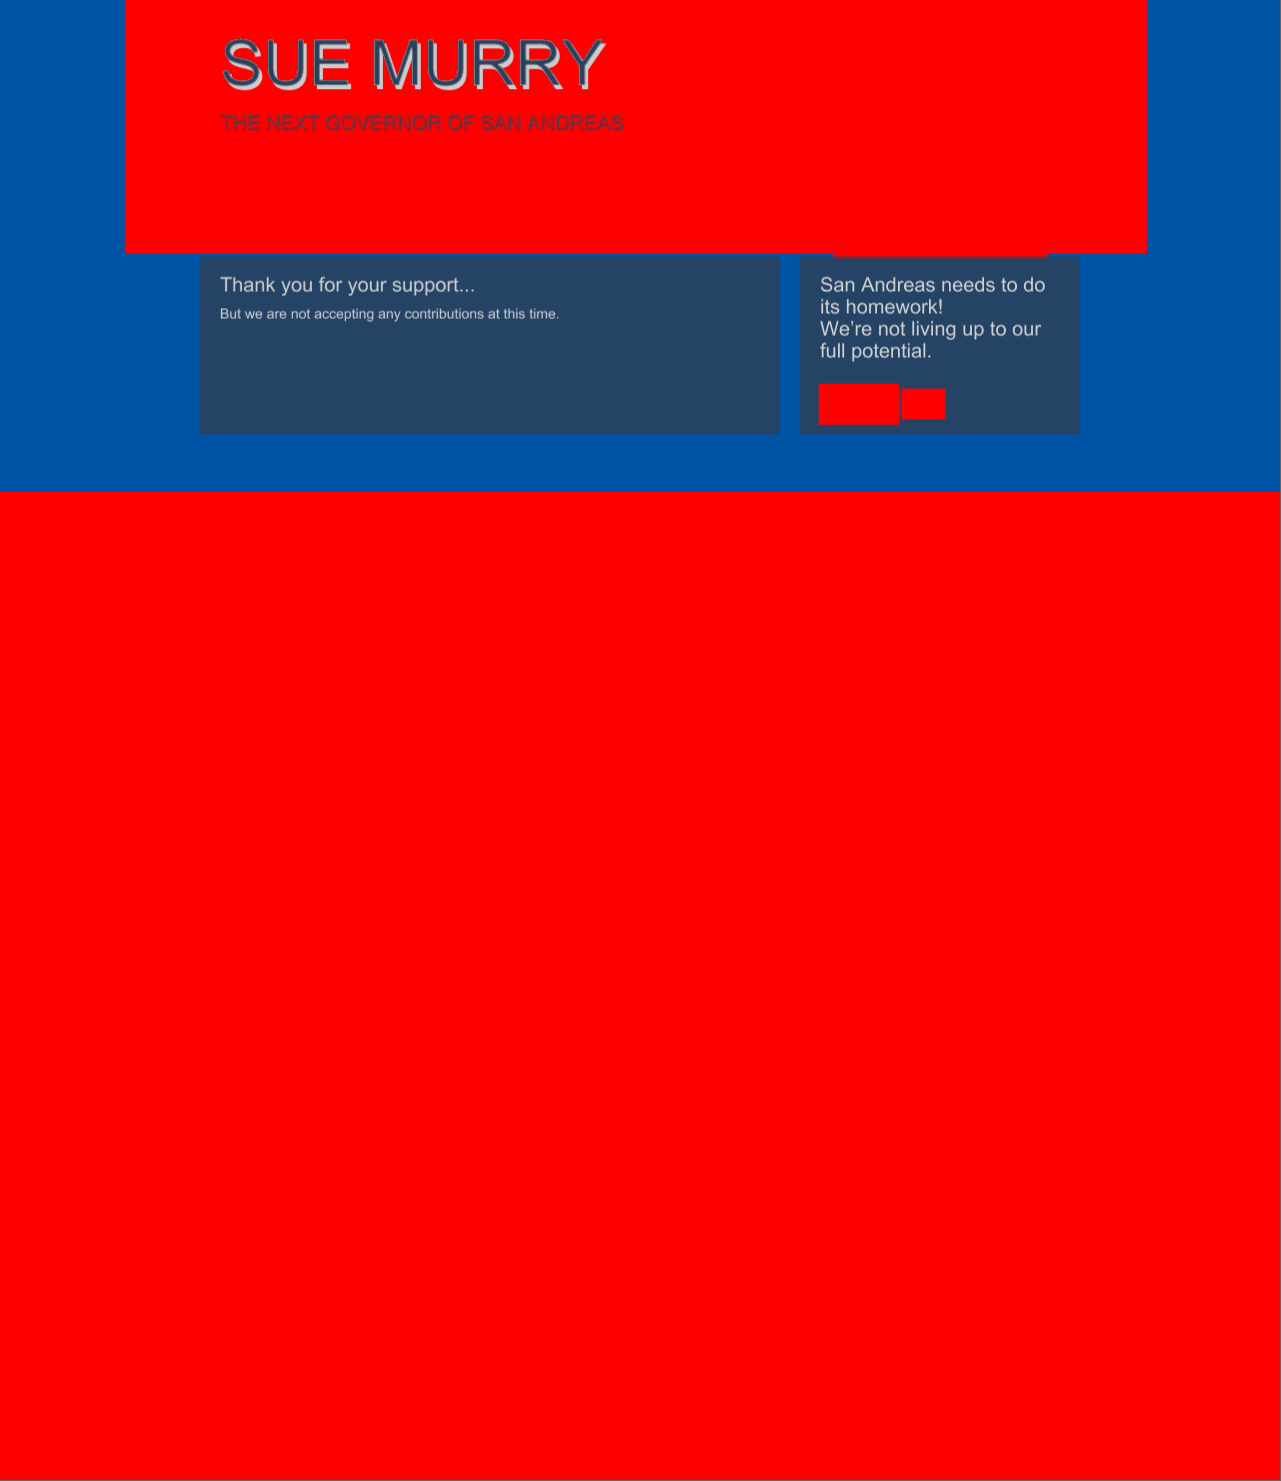 SUE MURRY
THE NEXT GOVERNOR OF SAN ANDREAS
Thank you for your support...
But we are not accepting any contributions at this time.
San Andreas needs to do
its homework!
We’re not living up to our
full potential.